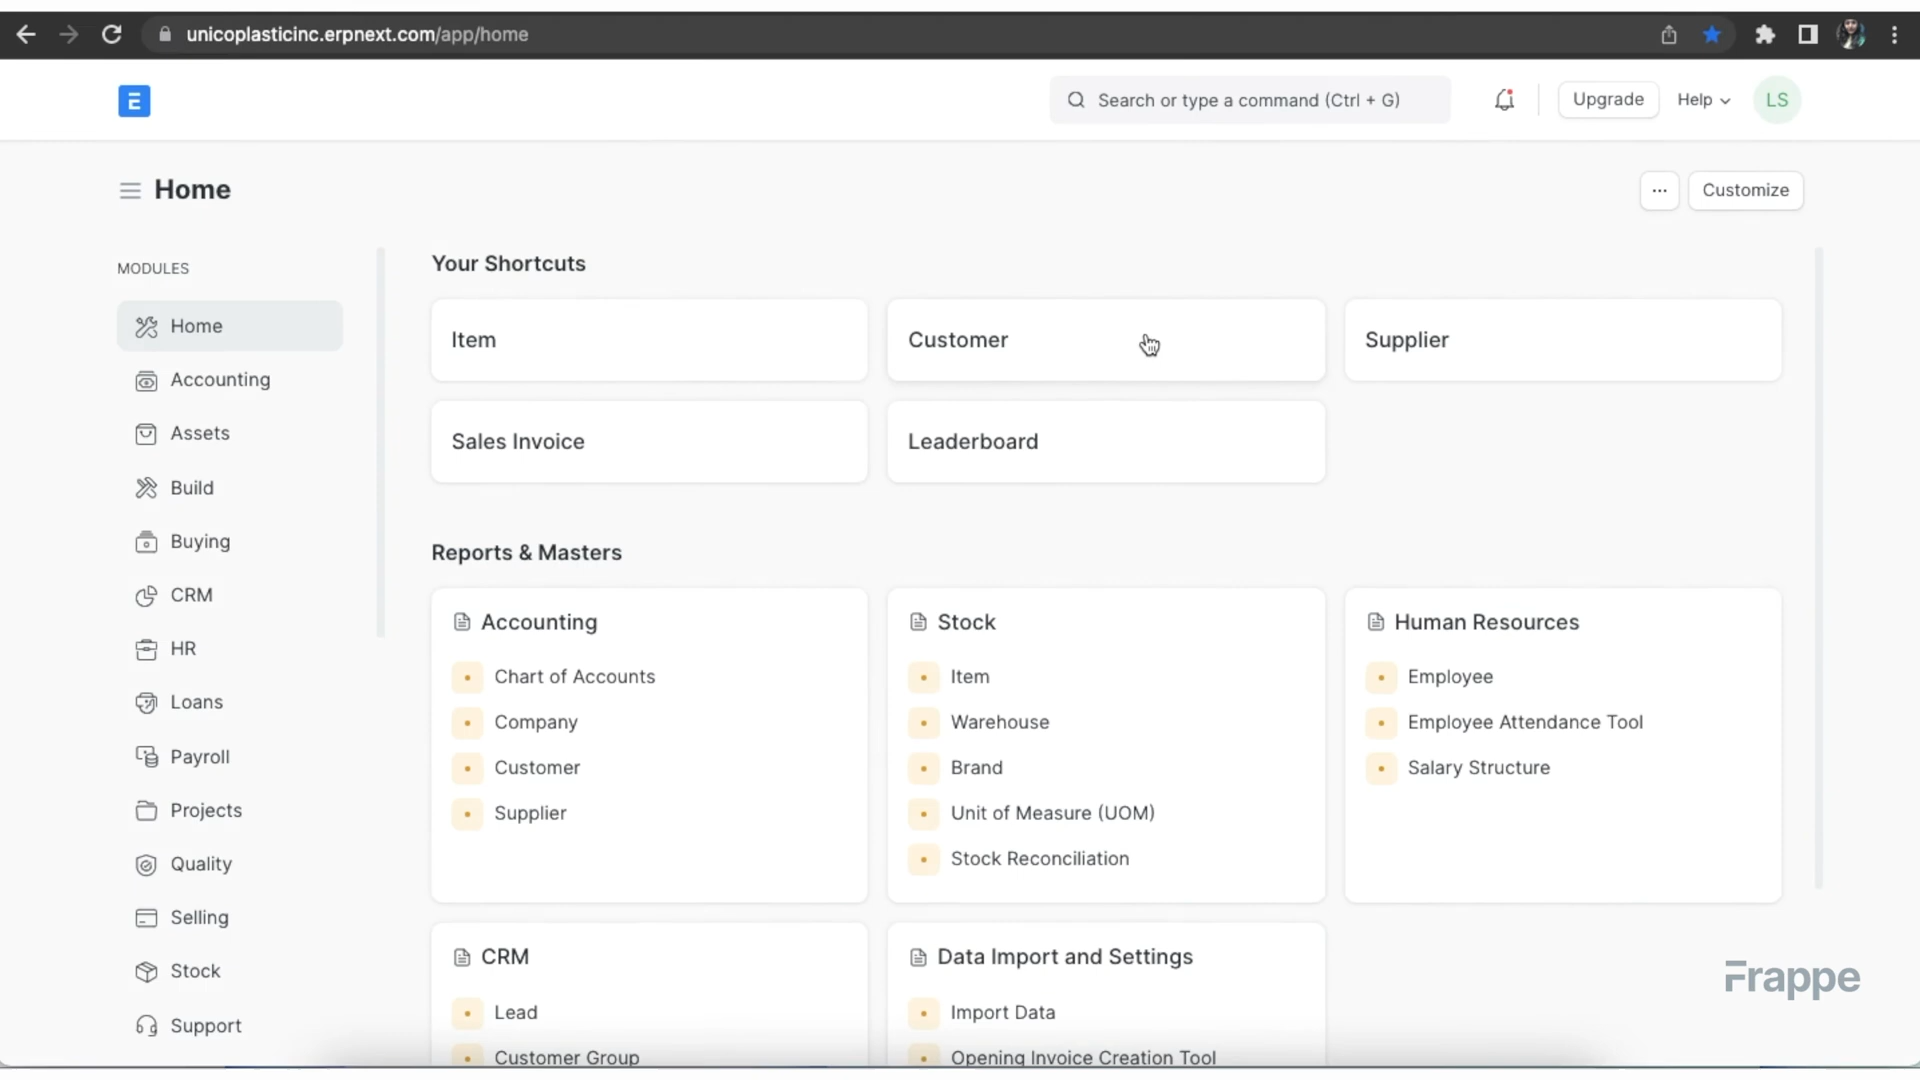 unicoplasticinc.erpnext.com/app/home
E
Search or type a command (Ctrl + G)
Upgrade
Help
LS
Home
...
Customize
MODULES
Home
Accounting
Assets
Build
Buying
CRM
HR
Loans
Payroll
Projects
Quality
Selling
Stock
Support
Your Shortcuts
Item
Customer
Supplier
Sales Invoice
Leaderboard
Reports & Masters
Accounting
Chart of Accounts
Company
Customer
Supplier
Stock
Item
Warehouse
Brand
Unit of Measure (UOM)
Stock Reconciliation
Human Resources
Employee
Employee Attendance Tool
Salary Structure
CRM
Lead
Customer Group
Data Import and Settings
Import Data
Opening Invoice Creation Tool
Frappe